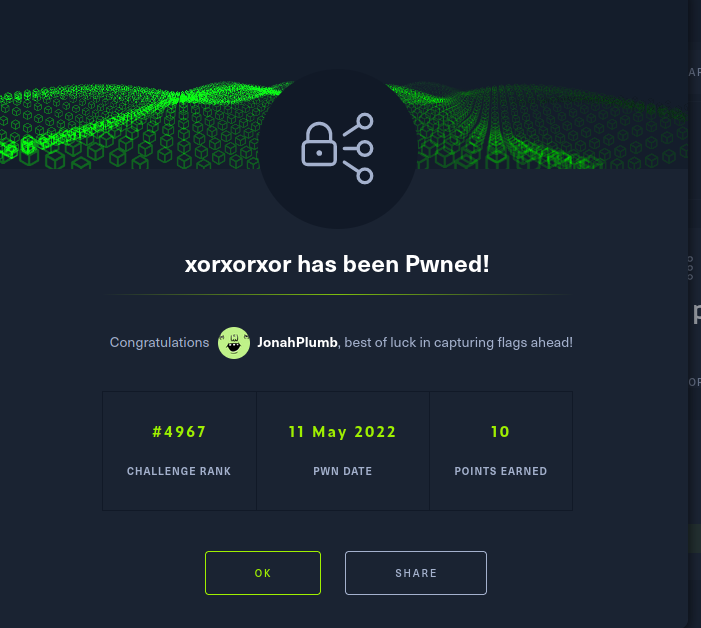 xorxorxor has been Pwned!
Congratulations JonahPlumb, best of luck in capturing flags ahead!
#4967 11 May 2022 10
CHALLENGE RANK PWN DATE POINTS EARNED
OK SHARE